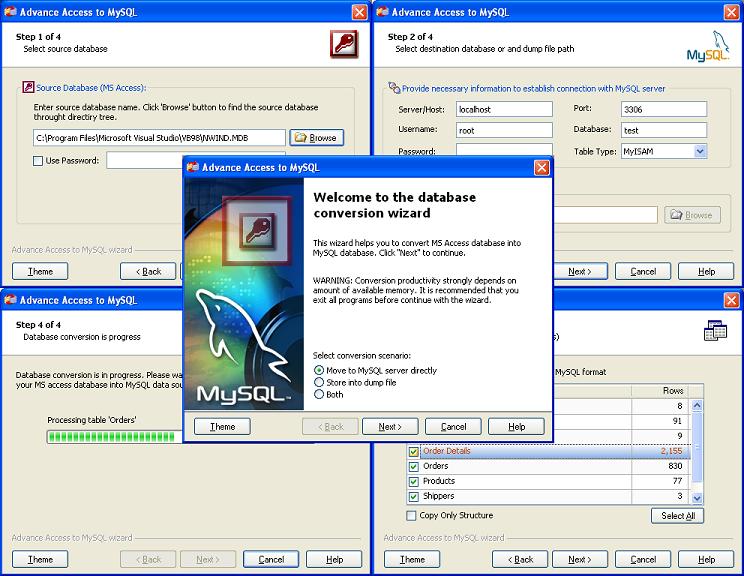 Advance Access to MySQL
Step 1 of 4
Select source database
Source Database (MS Access):
Enter source database name. Click 'Browse' button to find the source database
throught directiry tree.
C:\Program Files\Microsoft Visual Studio\VB98\NWIND.MDB
Browse
Use Password:
Advance Access to MySQL wizard
Theme
< Back
Advance Access to MySQL
Step 2 of 4
Select destination database or and dump file path
MySQL
Provide necessary information to establish connection with MySQL server
Server/Host: localhost Port: 3306
Username: root Database: test
Password: Table Type: MyISAM
Browse
Next > Cancel Help
Advance Access to MySQL
Welcome to the database
conversion wizard
This wizard helps you to convert MS Access database into
MySQL database. Click "Next" to continue.
WARNING: Conversion productivity strongly depends on
amount of available memory. It is recommended that you
exit all programs before continue with the wizard.
Select conversion scenario:
Move to MySQL server directly
Store into dump file
Both
MySQL™
Theme < Back Next > Cancel Help
Advance Access to MySQL
Step 4 of 4
Database conversion is progress
Database conversion is in progress. Please
your MS access database into MySQL data
Processing table 'Orders'
Advance Access to MySQL wizard
Theme < Back Next > Cancel Help
MySQL format
Rows
8
91
9
Order Details 2,155
Orders 830
Products 77
Shippers 3
Copy Only Structure Select All
Advance Access to MySQL wizard
Theme < Back Next > Cancel Help